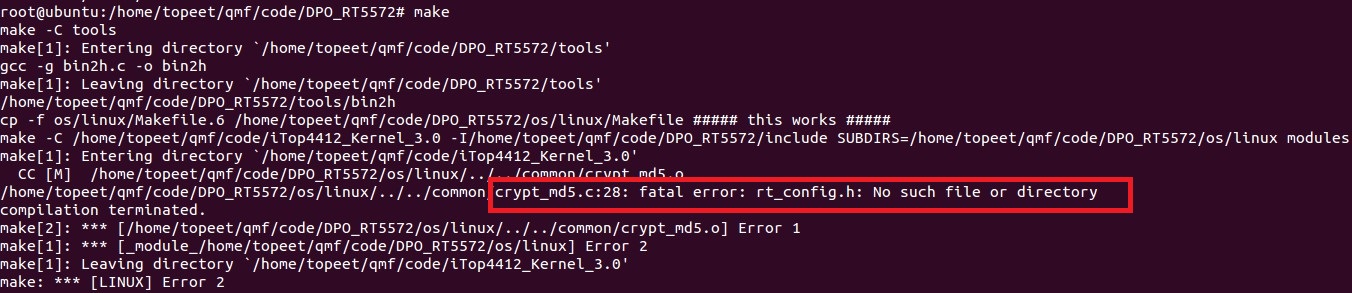 root@ubuntu:/home/topeet/qmf/code/DPO_RT5572# make
make -C tools
make[1]: Entering directory `/home/topeet/qmf/code/DPO_RT5572/tools'
gcc -g bin2h.c -o bin2h
make[1]: Leaving directory `/home/topeet/qmf/code/DPO_RT5572/tools'
/home/topeet/qmf/code/DPO_RT5572/tools/bin2h
cp -f os/linux/Makefile.6 /home/topeet/qmf/code/DPO_RT5572/os/linux/Makefile ##### this works #####
make -C /home/topeet/qmf/code/iTop4412_Kernel_3.0 -I/home/topeet/qmf/code/DPO_RT5572/include SUBDIRS=/home/topeet/qmf/code/DPO_RT5572/os/linux modules
make[1]: Entering directory `/home/topeet/qmf/code/iTop4412_Kernel_3.0'
  CC [M]  /home/topeet/qmf/code/DPO_RT5572/os/linux/../../common/crypt_md5.o
/home/topeet/qmf/code/DPO_RT5572/os/linux/../../common/crypt_md5.c:28: fatal error: rt_config.h: No such file or directory
compilation terminated.
make[2]: *** [/home/topeet/qmf/code/DPO_RT5572/os/linux/../../common/crypt_md5.o] Error 1
make[1]: *** [_module_/home/topeet/qmf/code/DPO_RT5572/os/linux] Error 2
make[1]: Leaving directory `/home/topeet/qmf/code/iTop4412_Kernel_3.0'
make: *** [LINUX] Error 2